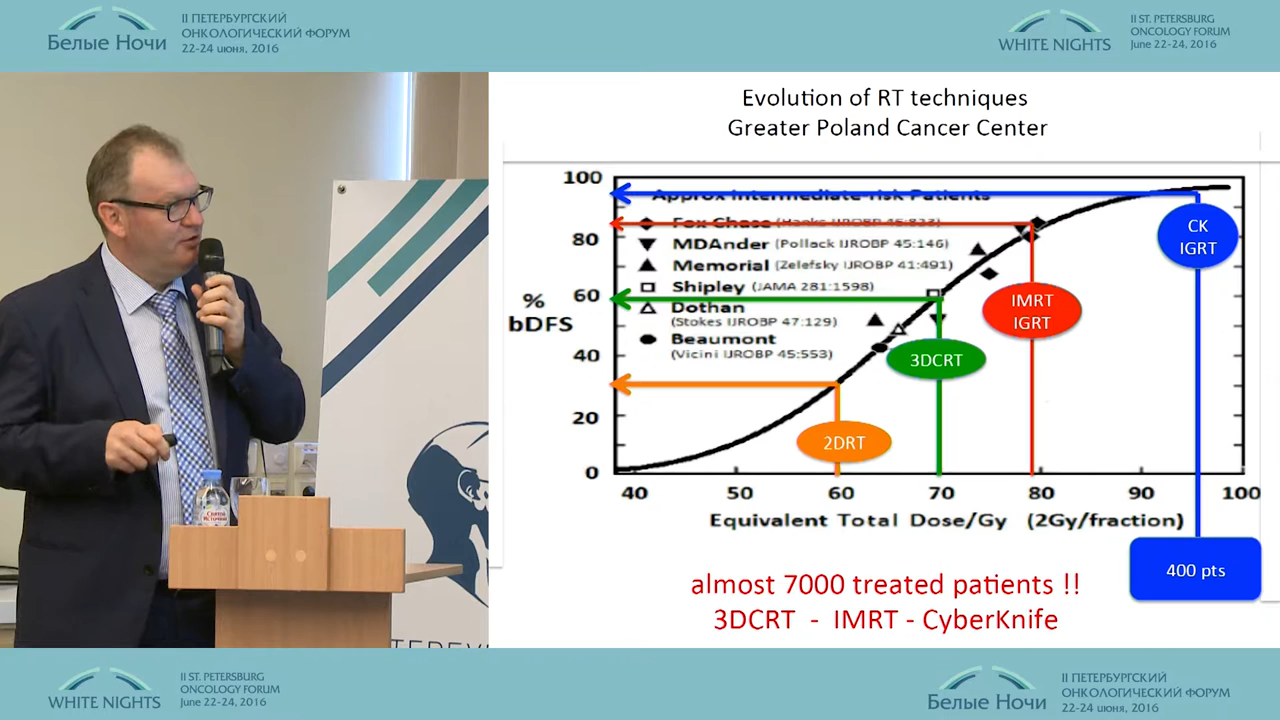 Белые Ночи
II ПЕТЕРБУРГСКИЙ
ОНКОЛОГИЧЕСКИЙ ФОРУМ
22-24 июня, 2016
WHITE NIGHTS
II ST. PETERSBURG
ONCOLOGY FORUM
June 22-24, 2016
Evolution of RT techniques
Greater Poland Cancer Center
Approx Intermediate-risk Patients
Fox Chase (Hanks IJROBP 45:833)
MDAnder (Pollack IJROBP 45:146)
Memorial (Zelefsky IJROBP 41:491)
Shipley (JAMA 281:1598)
Dothan
(Stokes IJROBP 47:129)
Beaumont
(Vicini IJROBP 45:553)
%
bDFS
100
80
60
40
20
0
CK
IGRT
IMRT
IGRT
3DCRT
2DRT
40 50 60 70 80 90 100
Equivalent Total Dose/Gy (2Gy/fraction)
400 pts
almost 7000 treated patients !!
3DCRT - IMRT - CyberKnife
WHITE NIGHTS
II ST. PETERSBURG
ONCOLOGY FORUM
June 22-24, 2016
Белые Ночи
II ПЕТЕРБУРГСКИЙ
ОНКОЛОГИЧЕСКИЙ ФОРУМ
22-24 июня, 2016